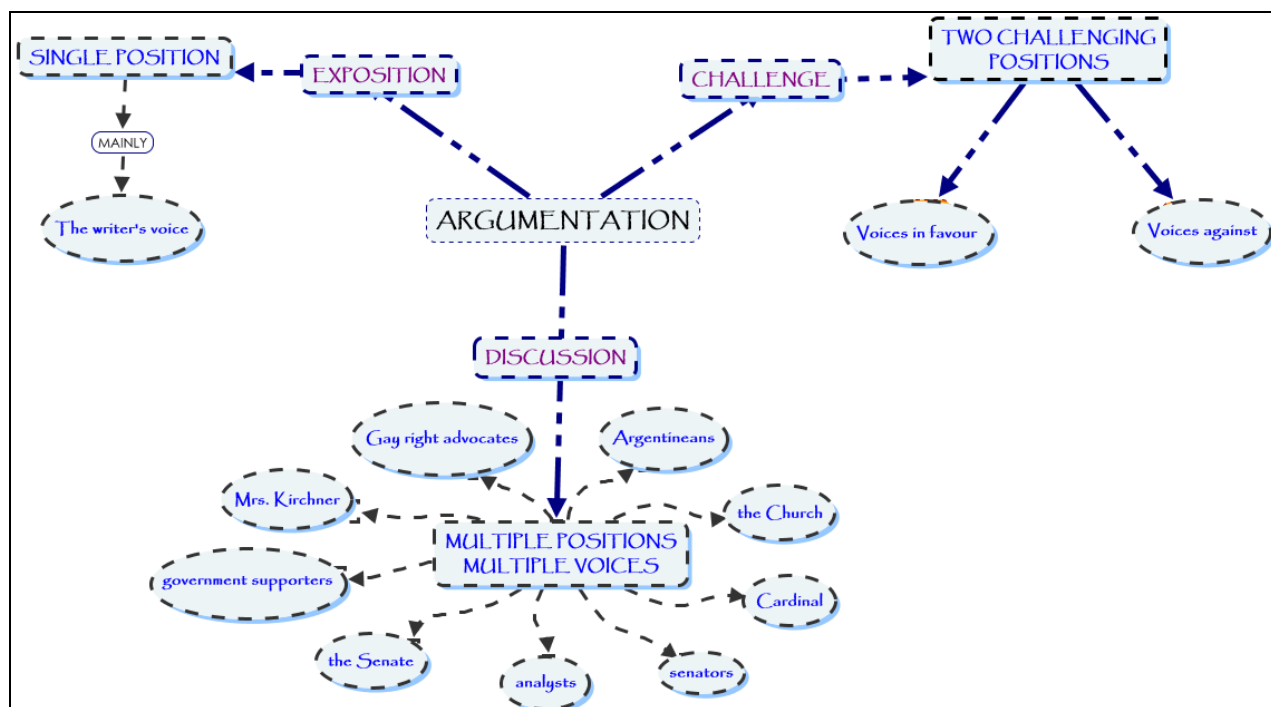 SINGLE POSITION
EXPOSITION
CHALLENGE
TWO CHALLENGING
POSITIONS
MAINLY
The writer's voice
ARGUMENTATION
Voices in favour
Voices against
DISCUSSION
Gay right advocates
Argentineans
Mrs. Kirchner
the Church
MULTIPLE POSITIONS
MULTIPLE VOICES
government supporters
Cardinal
the Senate
analysts
senators